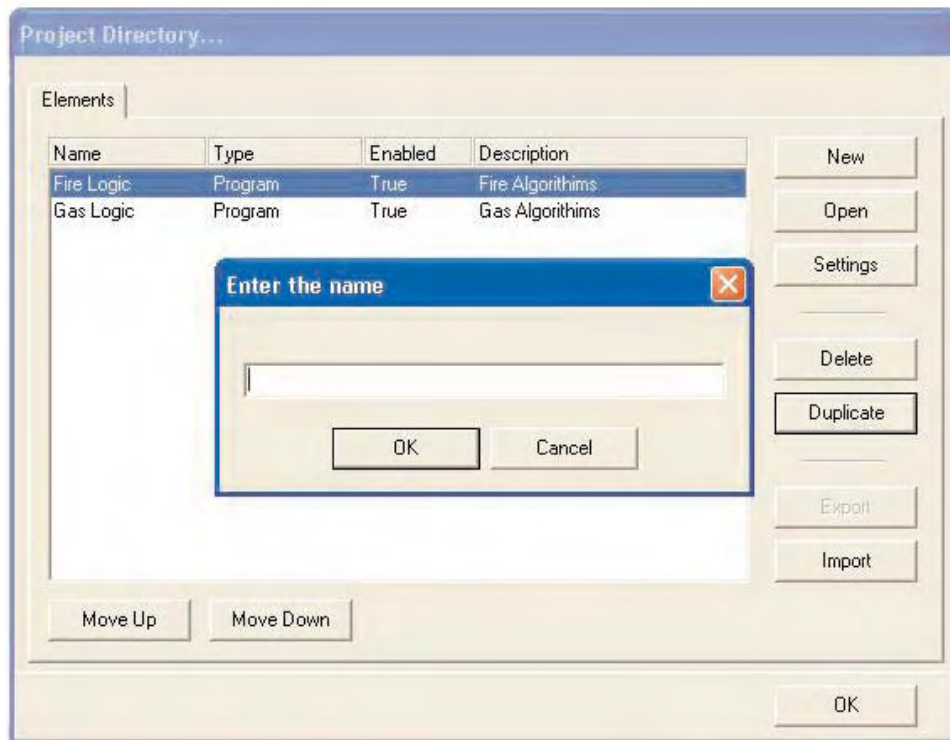 Project Directory...
Elements
Name Type Enabled Description
Fire Logic Program True Fire Algorithims
Gas Logic Program True Gas Algorithims
Enter the name
OK Cancel
New
Open
Settings
Delete
Duplicate
Export
Import
Move Up Move Down
OK